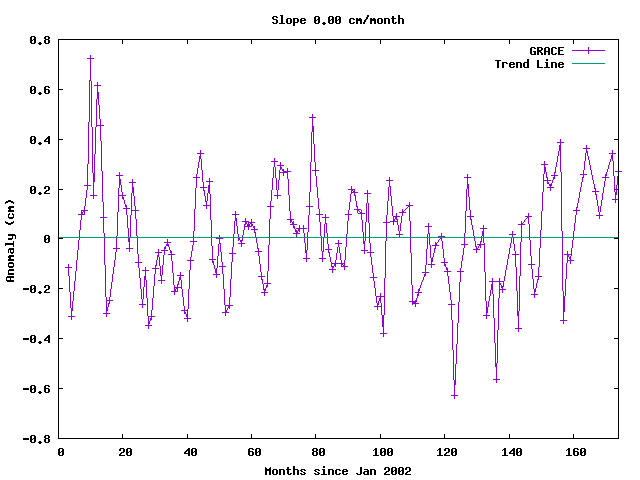 Slope 0.00 cm/month
GRACE
Trend Line
0.8
0.6
0.4
0.2
0
-0.2
-0.4
-0.6
-0.8
Anomaly (cm)
0 20 40 60 80 100 120 140 160
Months since Jan 2002